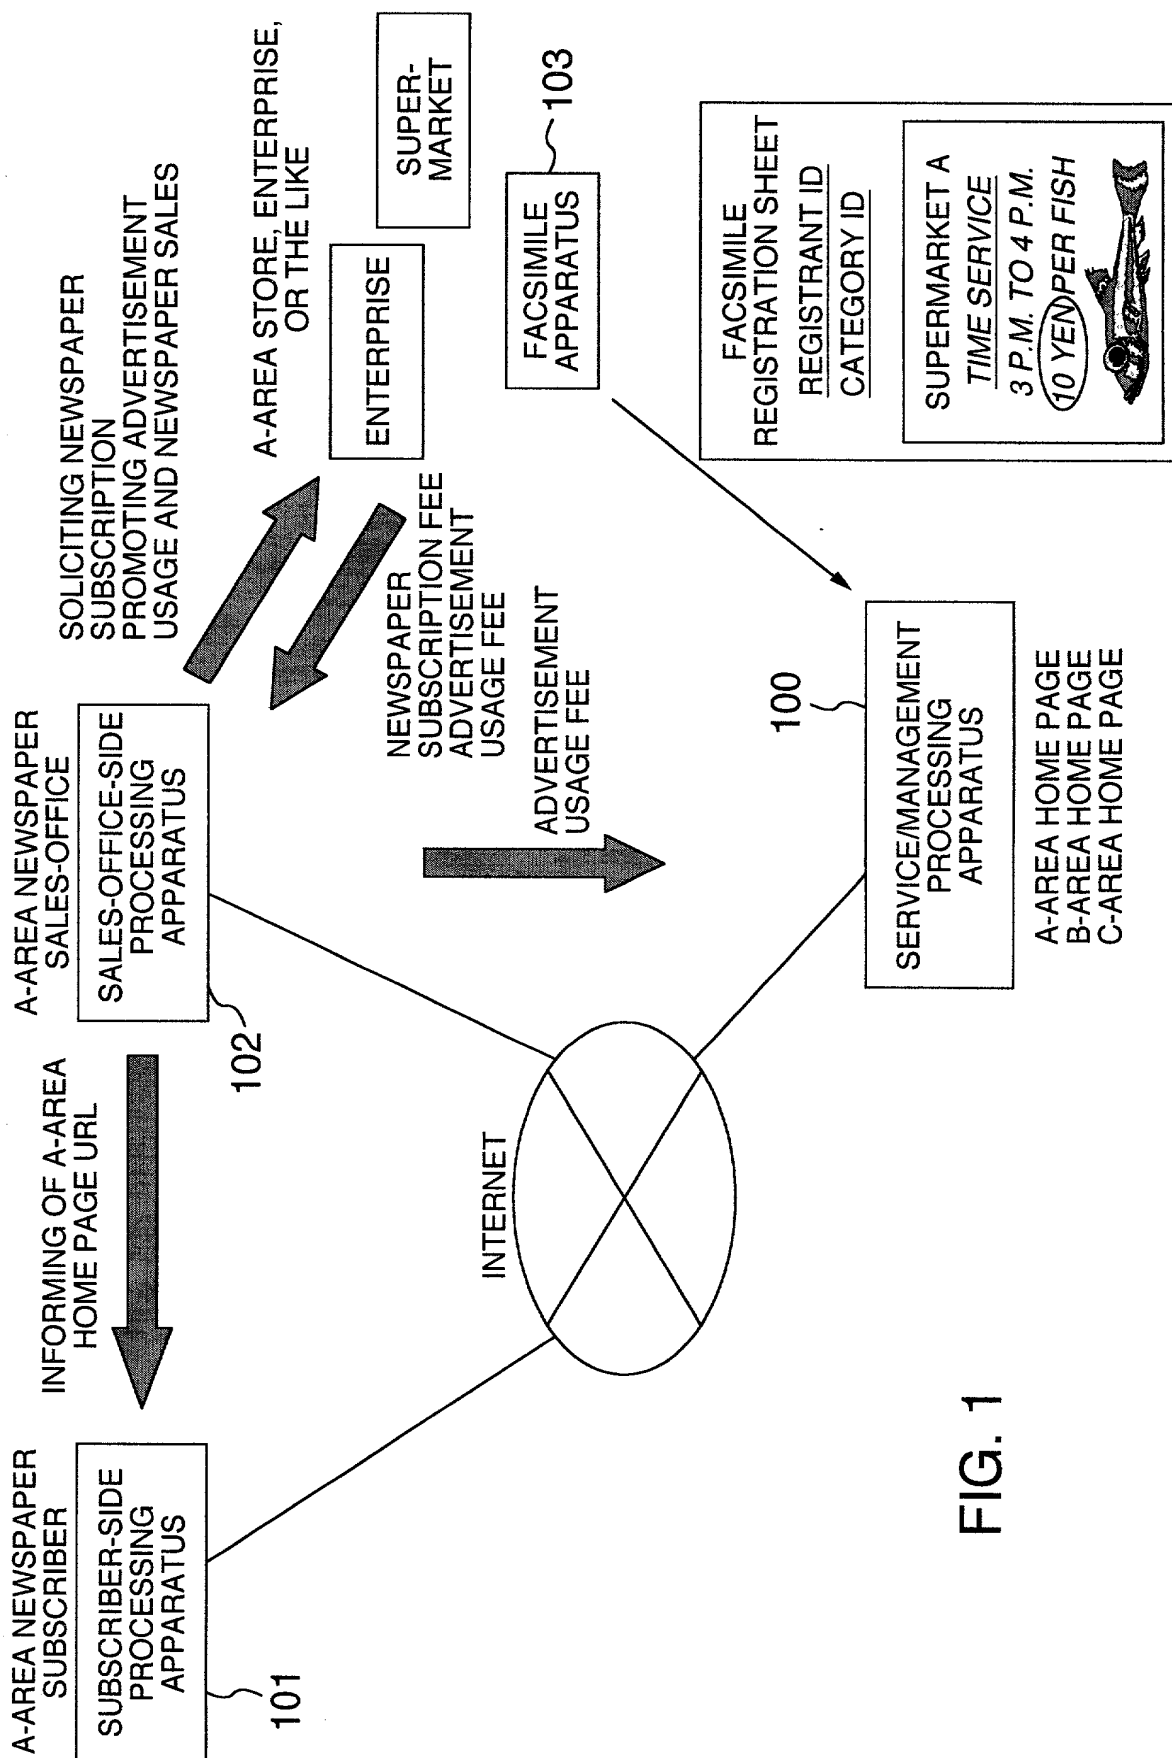 A-AREA NEWSPAPER
SUBSCRIBER
SUBSCRIBER-SIDE
PROCESSING
APPARATUS
101
INFORMING OF A-AREA
HOME PAGE URL
A-AREA NEWSPAPER
SALES-OFFICE
SALES-OFFICE-SIDE
PROCESSING
APPARATUS
102
SOLICITING NEWSPAPER
SUBSCRIPTION
PROMOTING ADVERTISEMENT
USAGE AND NEWSPAPER SALES
A-AREA STORE, ENTERPRISE,
OR THE LIKE
ENTERPRISE
SUPER-
MARKET
NEWSPAPER
SUBSCRIPTION FEE
ADVERTISEMENT
USAGE FEE
FACSIMILE
APPARATUS
103
ADVERTISEMENT
USAGE FEE
INTERNET
100
SERVICE/MANAGEMENT
PROCESSING
APPARATUS
A-AREA HOME PAGE
B-AREA HOME PAGE
C-AREA HOME PAGE
FACSIMILE
REGISTRATION SHEET
REGISTRANT ID
CATEGORY ID
SUPERMARKET A
TIME SERVICE
3 P.M. TO 4 P.M.
10 YEN PER FISH
FIG. 1